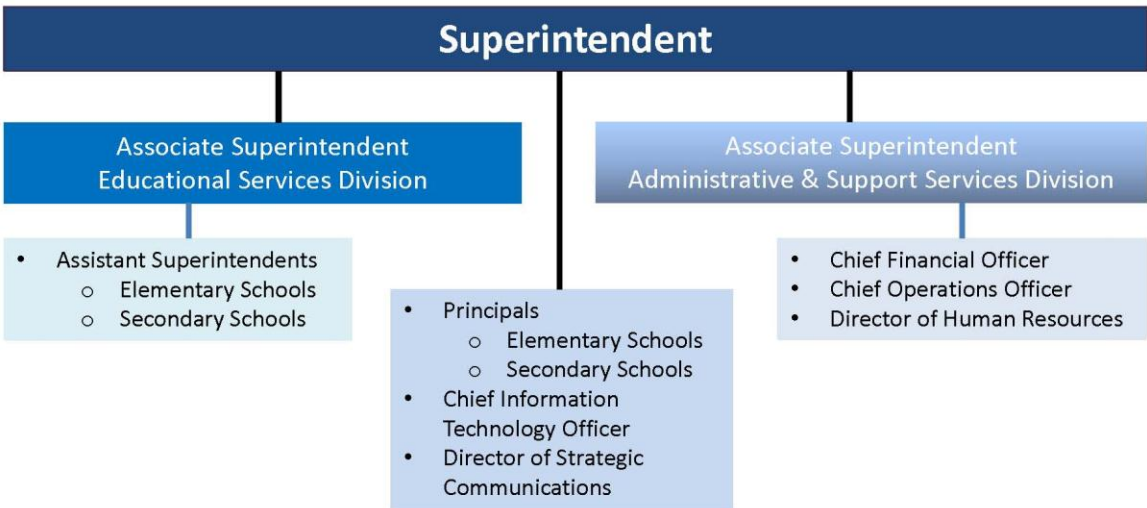 Superintendent
Associate Superintendent
Educational Services Division
Associate Superintendent
Administrative & Support Services Division
• Assistant Superintendents
o Elementary Schools
o Secondary Schools
• Principals
o Elementary Schools
o Secondary Schools
• Chief Information
Technology Officer
• Director of Strategic
Communications
• Chief Financial Officer
• Chief Operations Officer
• Director of Human Resources